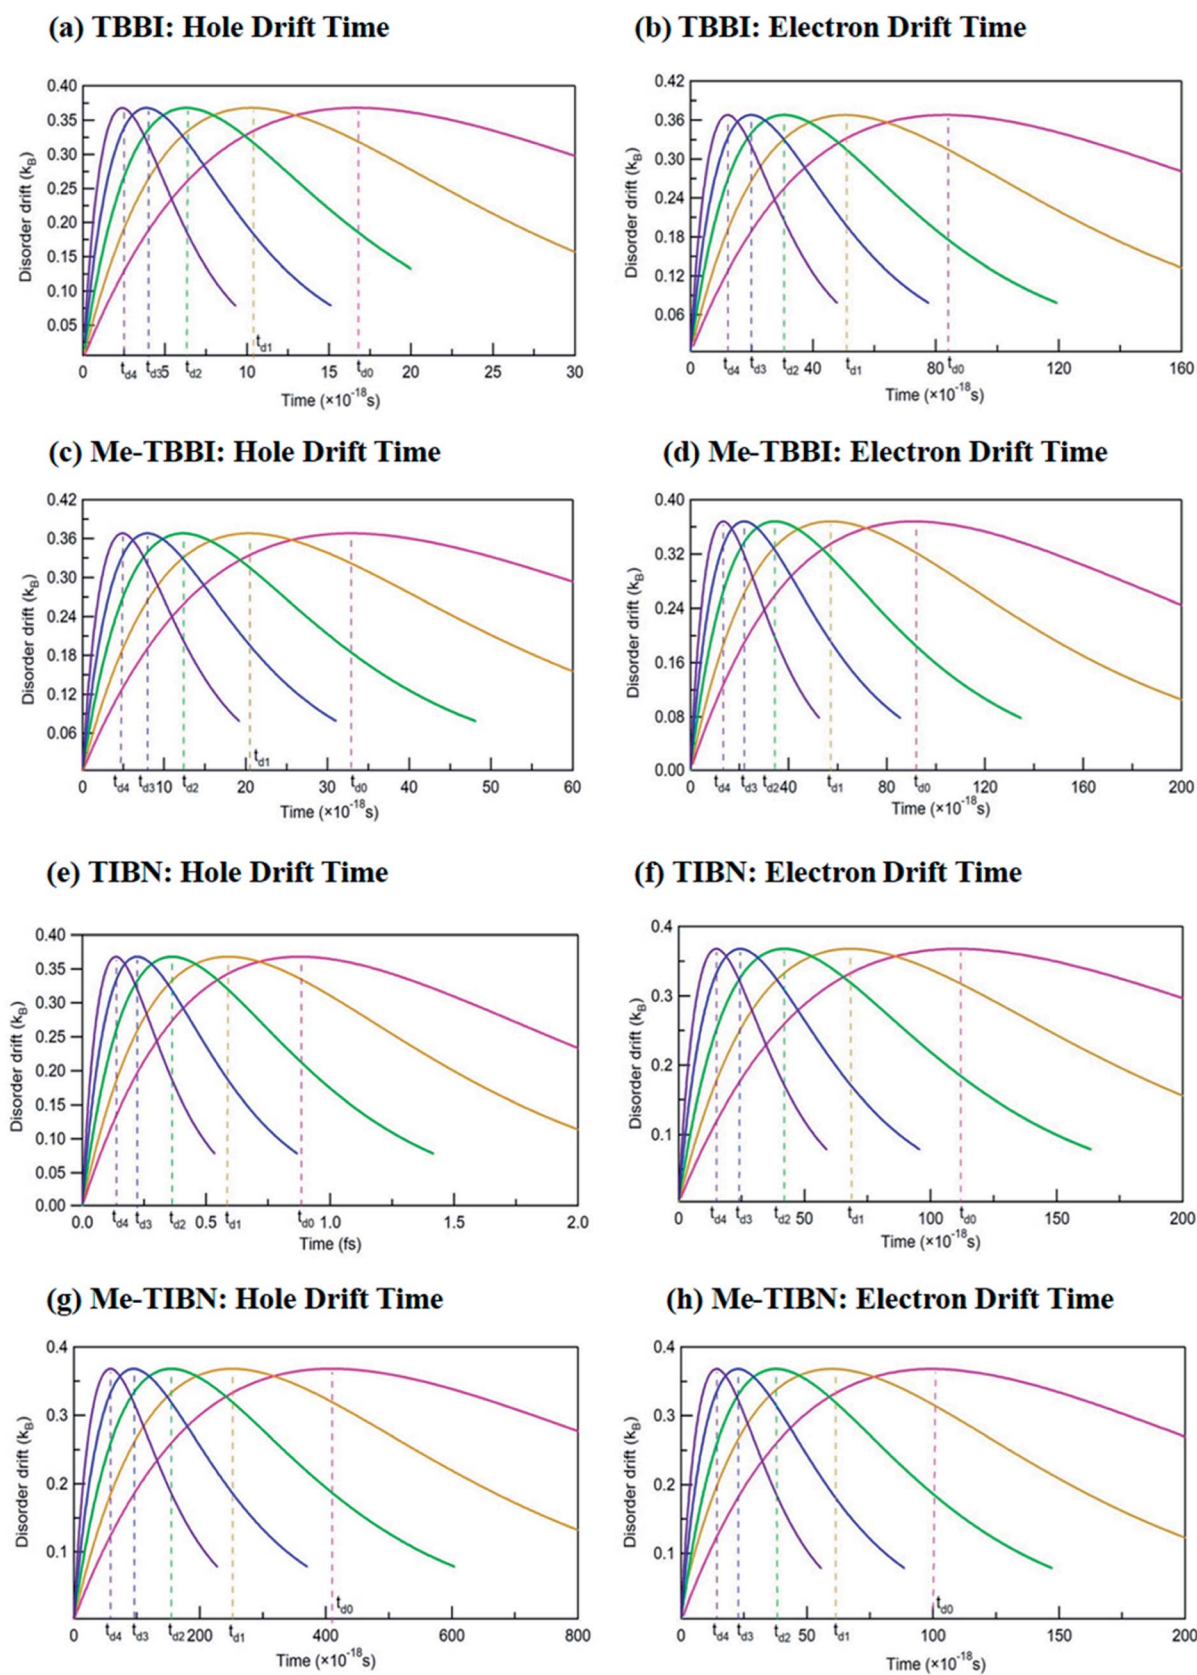 (a) TBBI: Hole Drift Time
(b) TBBI: Electron Drift Time
0.40
0.35
0.30
0.25
0.20
0.15
0.10
0.05
Disorder drift (kB)
td1
0 td4 td3 5 td2 10 15 td0 20 25 30
Time (×10-18s)
0.42
0.36
0.30
0.24
0.18
0.12
0.06
Disorder drift (kB)
0 td4 td3 td2 40 td1 80 td0 120 160
Time (×10-18s)
(c) Me-TBBI: Hole Drift Time
(d) Me-TBBI: Electron Drift Time
0.42
0.36
0.30
0.24
0.18
0.12
0.06
Disorder drift (kB)
td1
0 td4 td3 10 td2 20 30 td0 40 50 60
Time (×10-18s)
0.40
0.32
0.24
0.16
0.08
0.00
Disorder drift (kB)
0 td4 td3 td2 40 td1 80 td0 120 160 200
Time (×10-18s)
(e) TIBN: Hole Drift Time
(f) TIBN: Electron Drift Time
0.40
0.35
0.30
0.25
0.20
0.15
0.10
0.05
0.00
Disorder drift (kB)
0.0 td4 td3 td2 0.5 td1 td0 1.0 1.5 2.0
Time (fs)
0.4
0.3
0.2
0.1
Disorder drift (kB)
0 td4 td3 td2 50 td1 100 td0 150 200
Time (×10-18s)
(g) Me-TIBN: Hole Drift Time
(h) Me-TIBN: Electron Drift Time
0.4
0.3
0.2
0.1
Disorder drift (kB)
td0
0 td4 td3 td2 200 td1 400 600 800
Time (×10-18s)
0.4
0.3
0.2
0.1
Disorder drift (kB)
td0
0 td4 td3 td2 50 td1 100 150 200
Time (×10-18s)